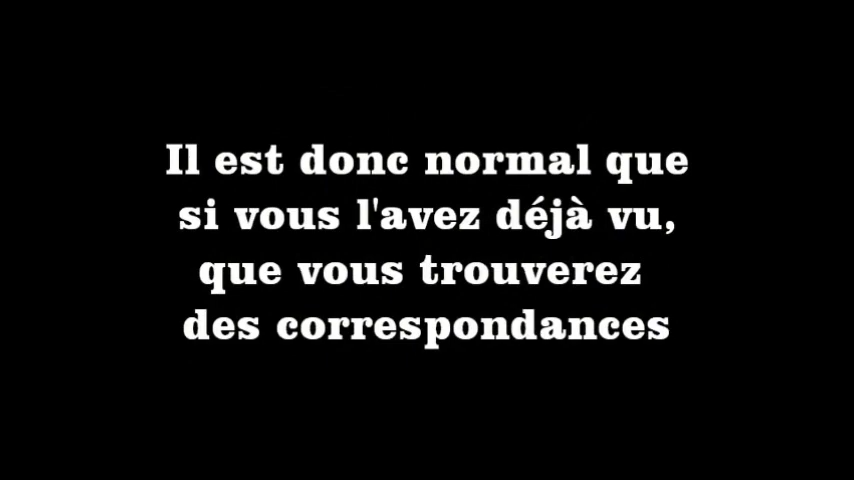 Il est donc normal que
si vous l'avez déjà vu,
que vous trouverez
des correspondances